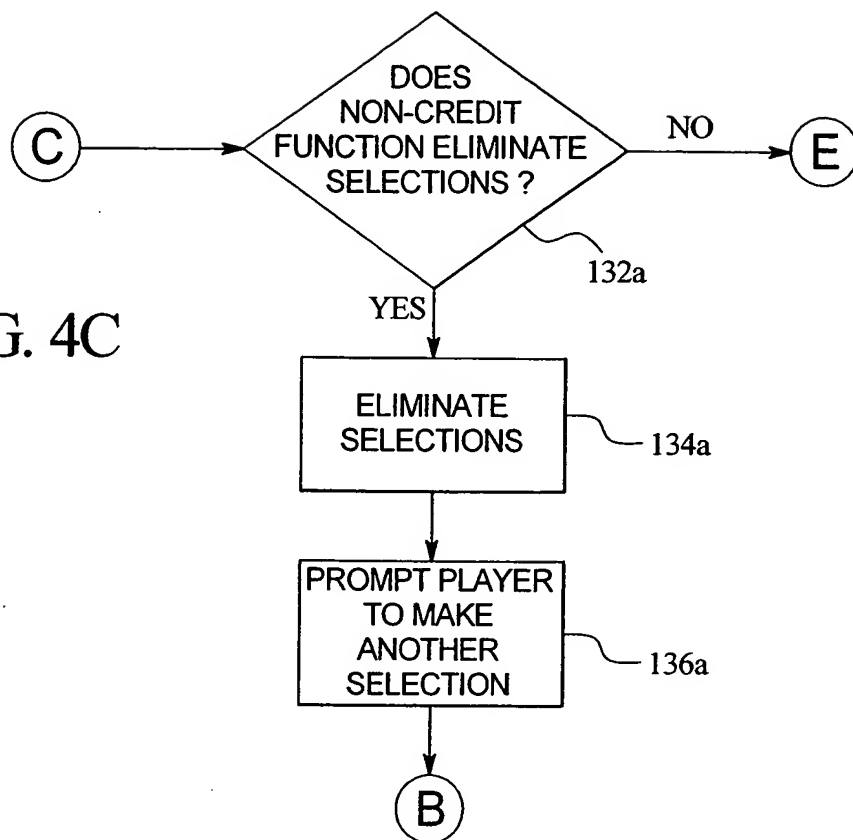 DOES
NON-CREDIT
FUNCTION ELIMINATE
SELECTIONS ?
C
NO
E
132a
YES
G. 4C
ELIMINATE
SELECTIONS
134a
PROMPT PLAYER
TO MAKE
ANOTHER
SELECTION
136a
B